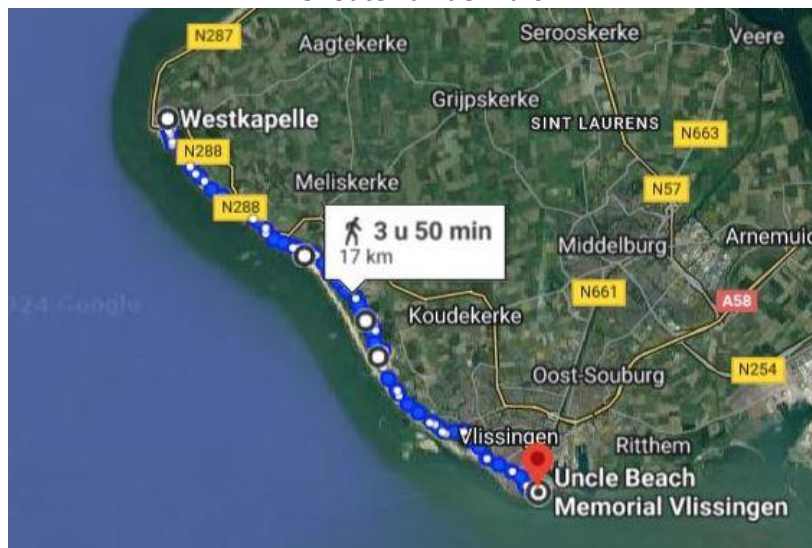 N287
Aagtekerke
Serooskerke
Veere
Westkapelle
Grijpskerke
SINT LAURENS
N663
N288
Meliskerke
N57
N288
3 u 50 min
17 km
Middelburg
Arnemuid
N661
A58
Koudekerke
N254
Oost-Souburg
Vlissingen
Ritthem
Uncle Beach
Memorial Vlissingen